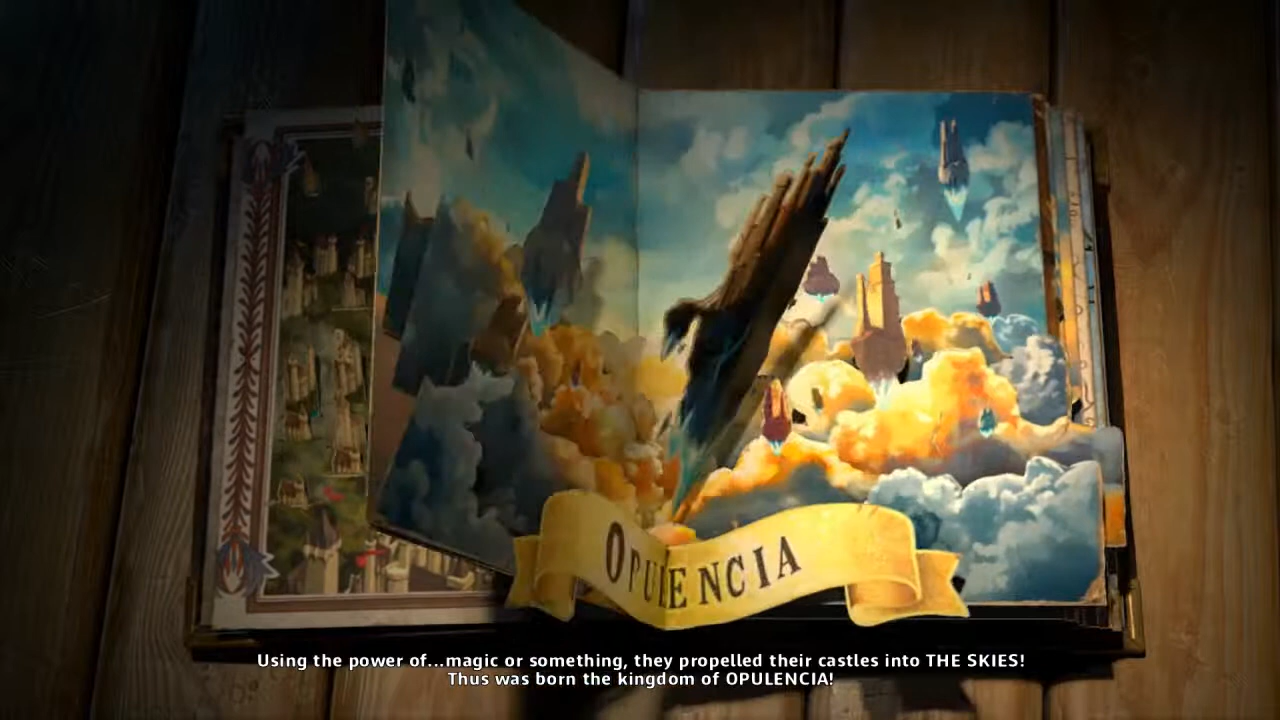 OPULENCIA
Using the power of...magic or something, they propelled their castles into THE SKIES!
Thus was born the kingdom of OPULENCIA!